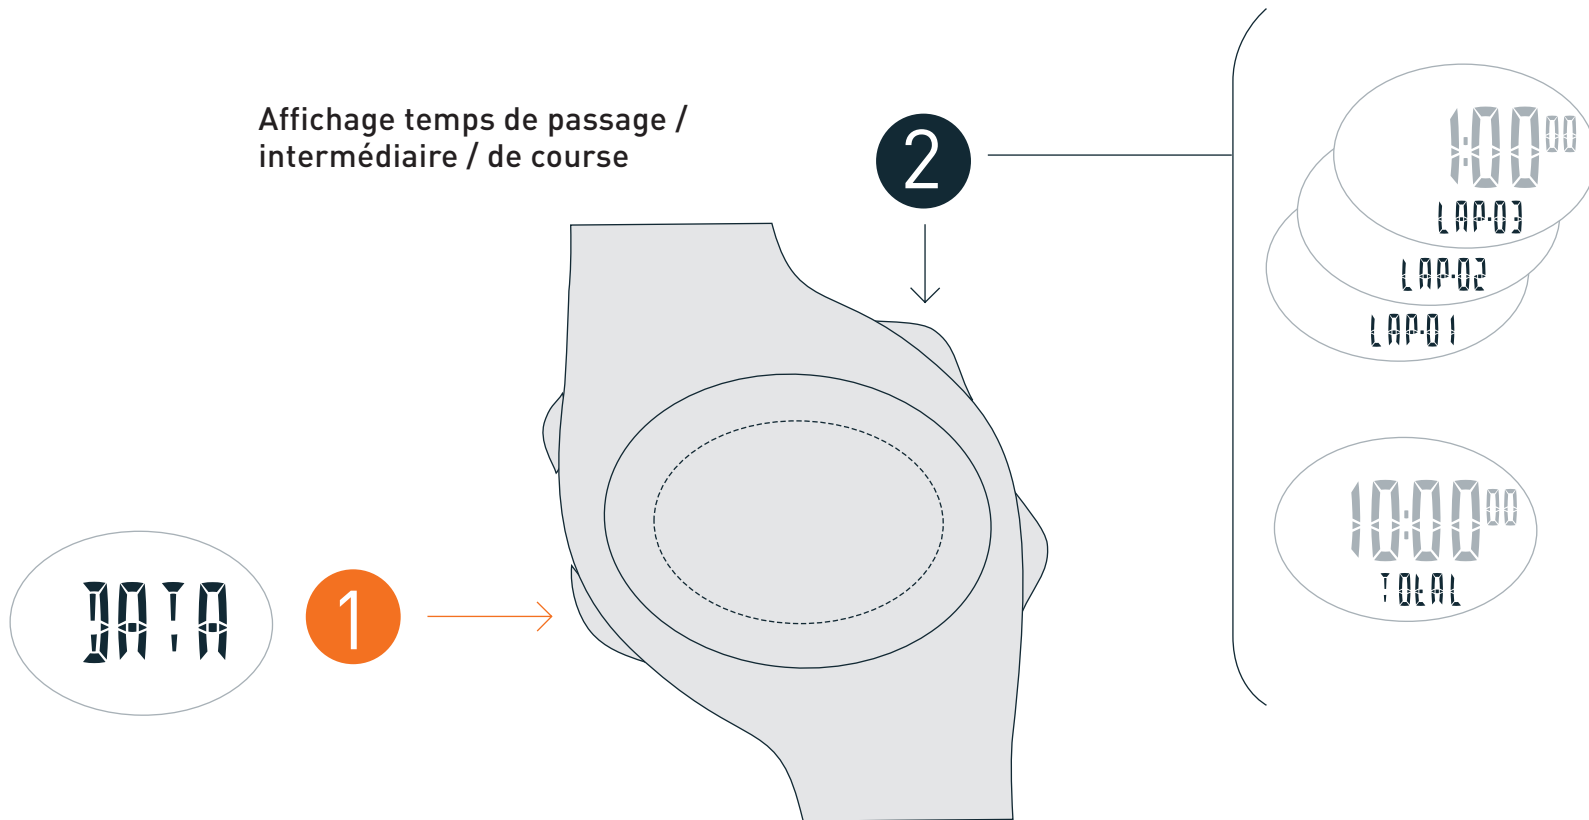 Affichage temps de passage /
intermédiaire / de course
2
1:00 00
LAP·03
LAP·02
LAP·01
10:00 00
TOtAL
DATA
1